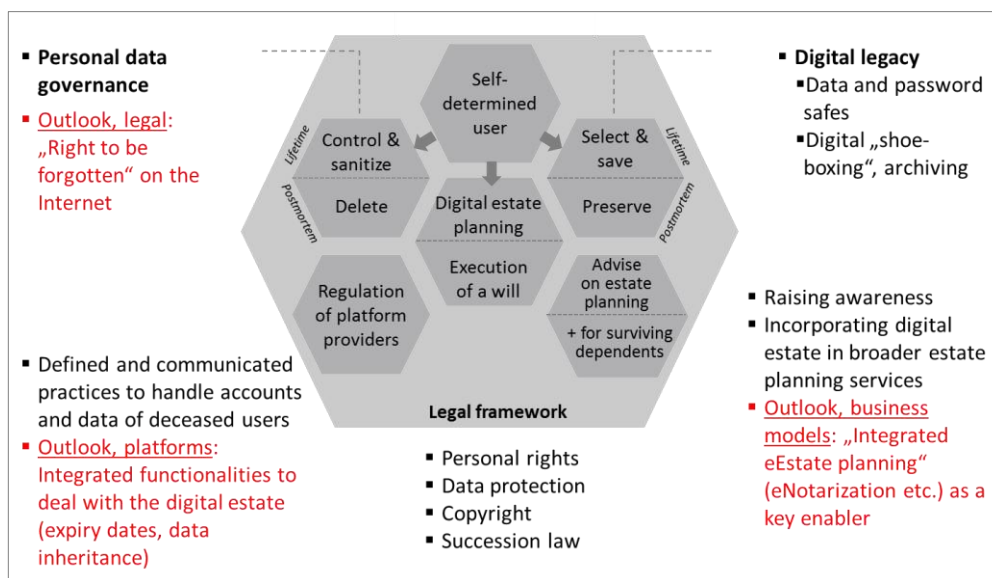 ▪ Personal data
governance
▪ Outlook, legal:
„Right to be
forgotten“ on the
Internet
Self-
determined
user
Lifetime
Control &
sanitize
Postmortem
Delete
Digital estate
planning
Execution
of a will
Select &
save
Lifetime
Preserve
Postmortem
Regulation
of platform
providers
Advise
on estate
planning
+ for surviving
dependents
▪ Digital legacy
▪Data and password
safes
▪Digital „shoe-
boxing“, archiving
▪ Defined and communicated
practices to handle accounts
and data of deceased users
▪ Outlook, platforms:
Integrated functionalities to
deal with the digital estate
(expiry dates, data
inheritance)
Legal framework
▪ Personal rights
▪ Data protection
▪ Copyright
▪ Succession law
▪ Raising awareness
▪ Incorporating digital
estate in broader estate
planning services
▪ Outlook, business
models: „Integrated
eEstate planning“
(eNotarization etc.) as a
key enabler